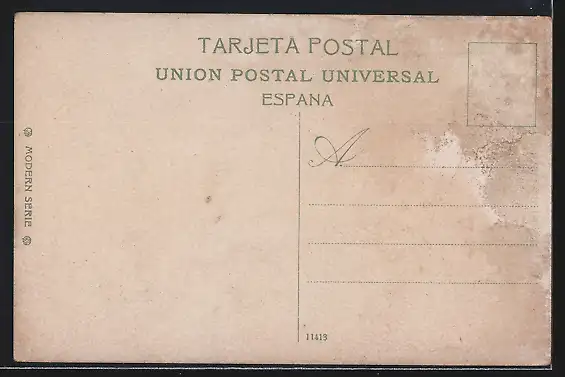 TARJETA POSTAL
UNION POSTAL UNIVERSAL
ESPANA
A
MODERN SERIE
11413